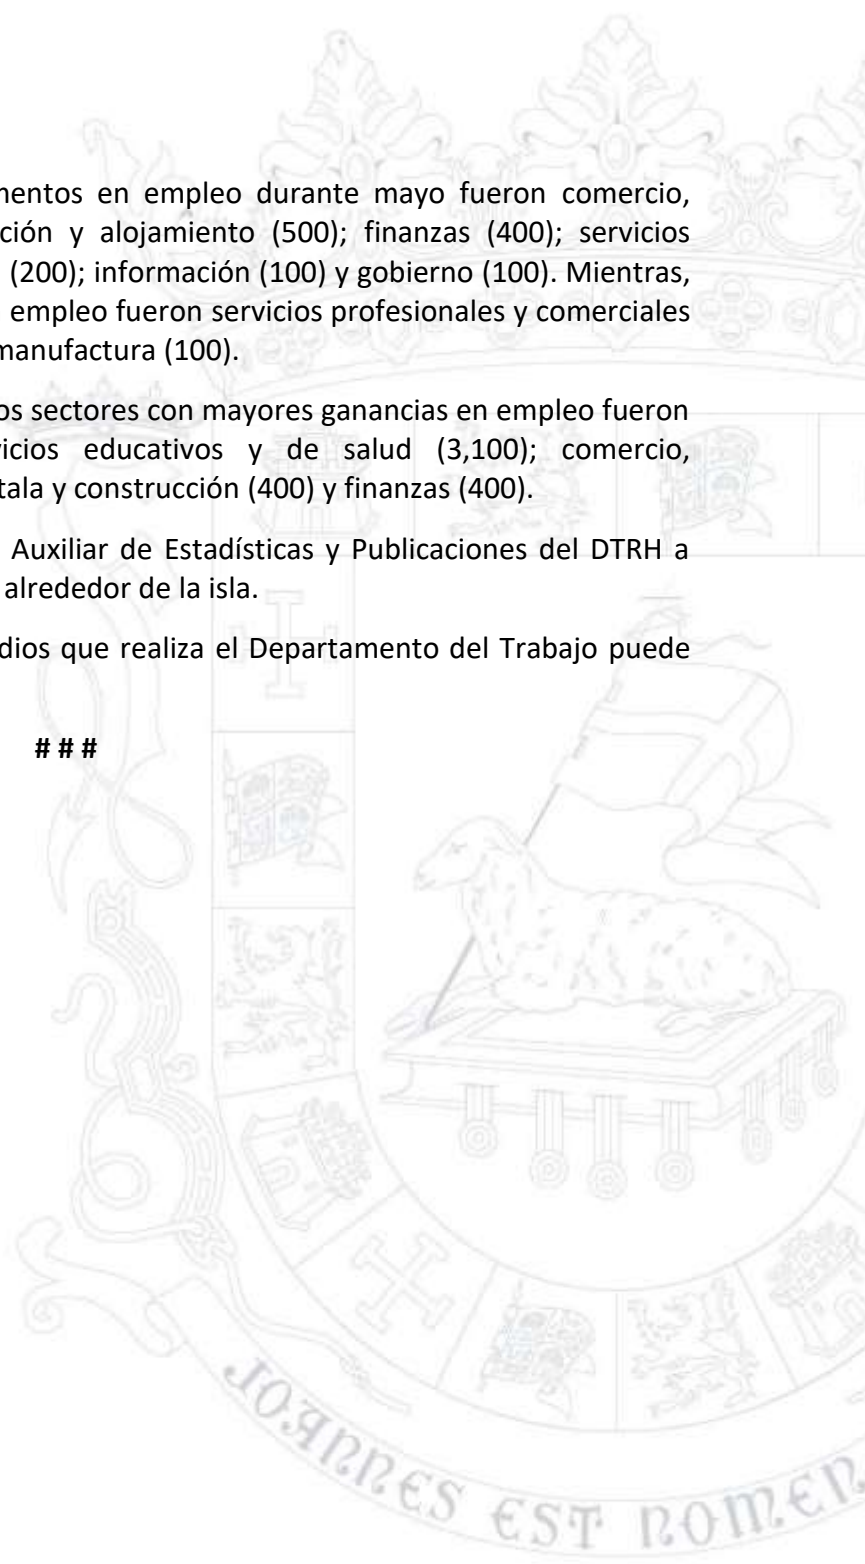 mentos en empleo durante mayo fueron comercio,
ción y alojamiento (500); finanzas (400); servicios
(200); información (100) y gobierno (100). Mientras,
empleo fueron servicios profesionales y comerciales
manufactura (100).
os sectores con mayores ganancias en empleo fueron
vicios educativos y de salud (3,100); comercio,
tala y construcción (400) y finanzas (400).
Auxiliar de Estadísticas y Publicaciones del DTRH a
alrededor de la isla.
dios que realiza el Departamento del Trabajo puede
# # #
JOANNES EST NOMEN